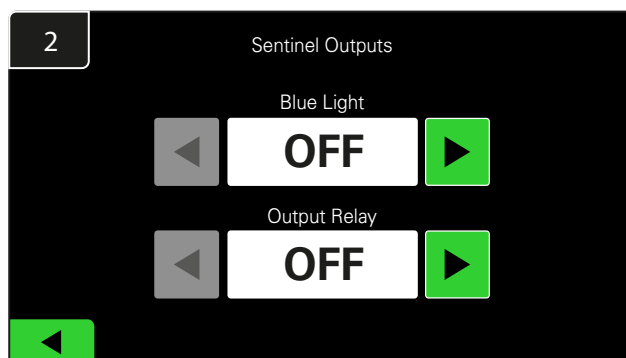 2
Sentinel Outputs
Blue Light
OFF
Output Relay
OFF